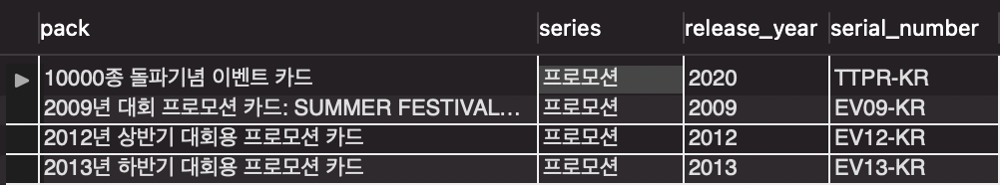 pack series release_year serial_number
10000종 돌파기념 이벤트 카드 프로모션 2020 TTPR-KR
2009년 대회 프로모션 카드: SUMMER FESTIVAL... 프로모션 2009 EV09-KR
2012년 상반기 대회용 프로모션 카드 프로모션 2012 EV12-KR
2013년 하반기 대회용 프로모션 카드 프로모션 2013 EV13-KR